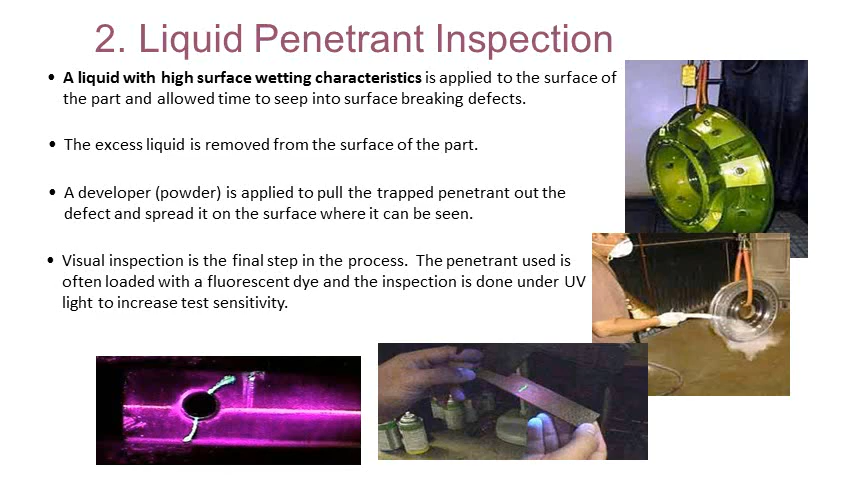 2. Liquid Penetrant Inspection
• A liquid with high surface wetting characteristics is applied to the surface of
the part and allowed time to seep into surface breaking defects.
• The excess liquid is removed from the surface of the part.
• A developer (powder) is applied to pull the trapped penetrant out the
defect and spread it on the surface where it can be seen.
• Visual inspection is the final step in the process. The penetrant used is
often loaded with a fluorescent dye and the inspection is done under UV
light to increase test sensitivity.